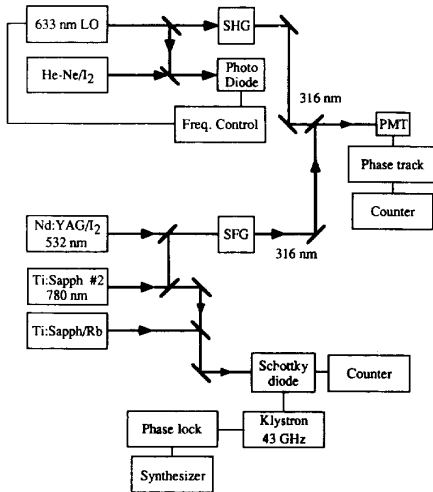 633 nm LO
SHG
He-Ne/I2
Photo
Diode
316 nm
PMT
Freq. Control
Phase track
Counter
Nd:YAG/I2
532 nm
SFG
316 nm
Ti:Sapph #2
780 nm
Ti:Sapph/Rb
Schottky
diode
Counter
Phase lock
Klystron
43 GHz
Synthesizer